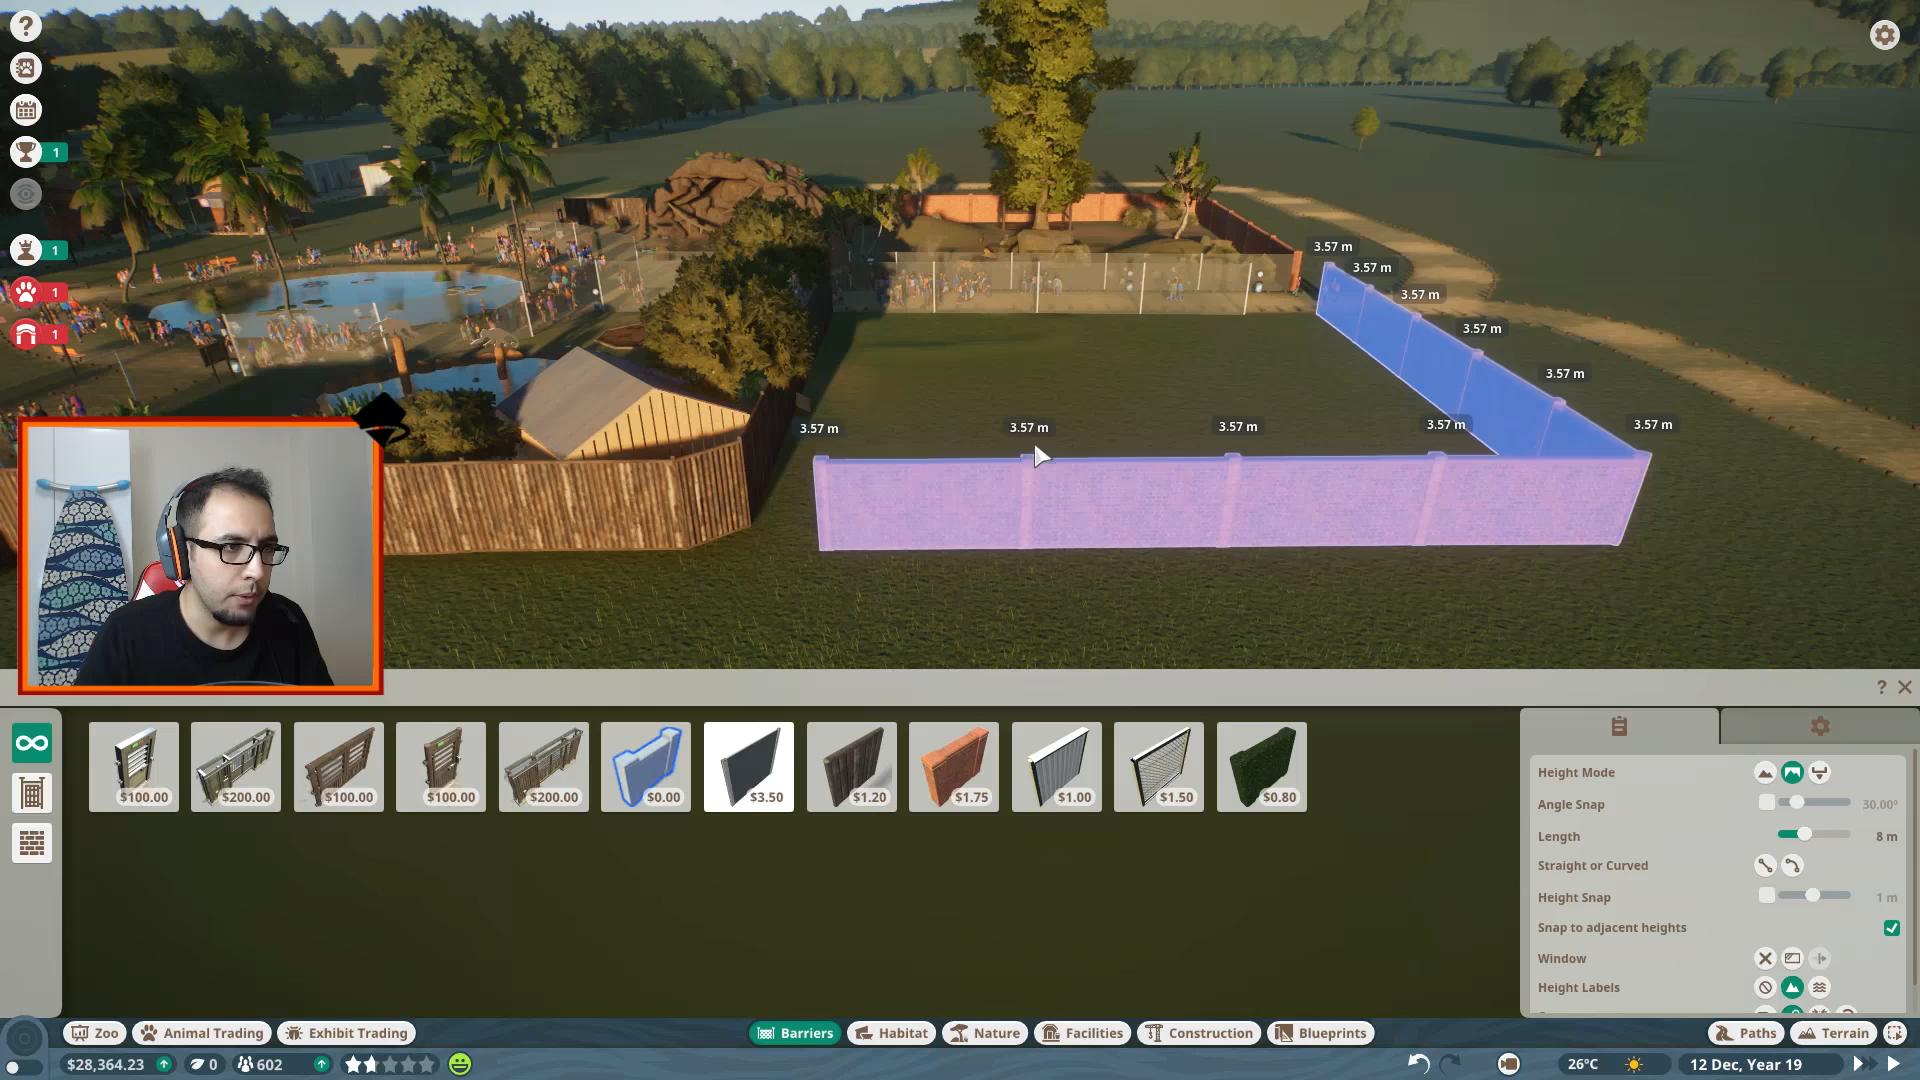 ?
1
1
1
1
3.57 m
3.57 m
3.57 m
3.57 m
3.57 m
3.57 m
3.57 m
3.57 m
3.57 m
3.57 m
? ×
$100.00 $200.00 $100.00 $100.00 $200.00 $0.00 $3.50 $1.20 $1.75 $1.00 $1.50 $0.80
Height Mode
Angle Snap 30.00°
Length 8 m
Straight or Curved
Height Snap 1 m
Snap to adjacent heights
Window
Height Labels
Zoo Animal Trading Exhibit Trading Barriers Habitat Nature Facilities Construction Blueprints Paths Terrain
$28,364.23 0 602 26°C 12 Dec, Year 19